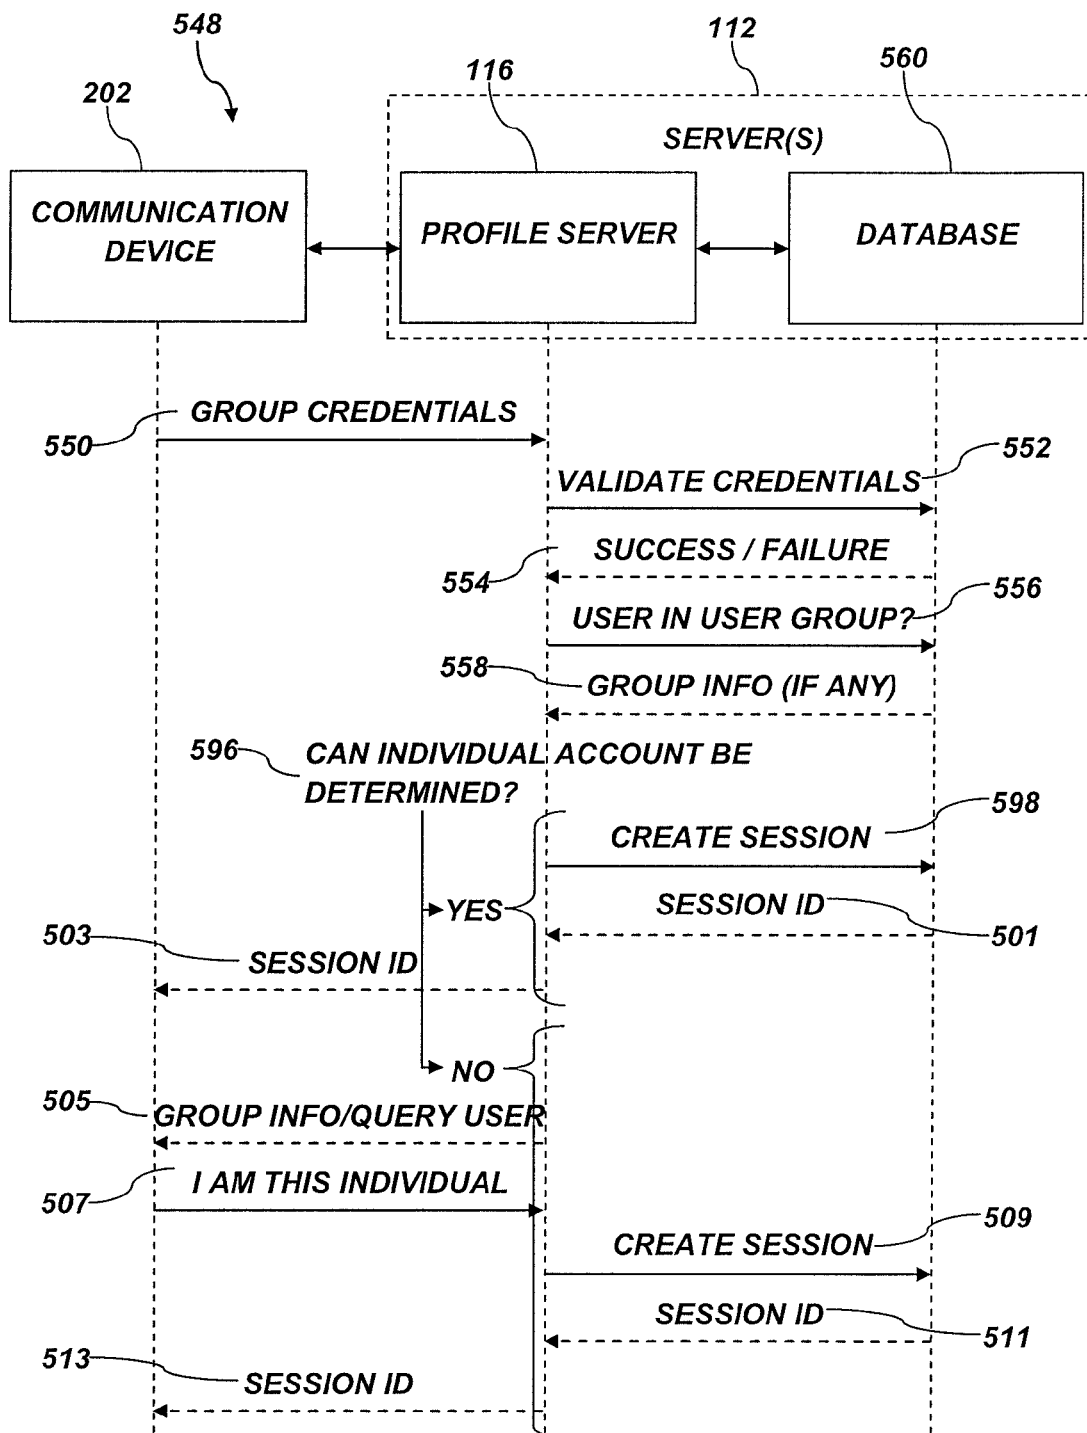 548
112
202
116
560
SERVER(S)
COMMUNICATION
DEVICE
PROFILE SERVER
DATABASE
GROUP CREDENTIALS
550
552
VALIDATE CREDENTIALS
SUCCESS / FAILURE
554
556
USER IN USER GROUP?
558
GROUP INFO (IF ANY)
596
CAN INDIVIDUAL ACCOUNT BE
DETERMINED?
598
CREATE SESSION
YES
SESSION ID
501
503
SESSION ID
NO
505
GROUP INFO/QUERY USER
507
I AM THIS INDIVIDUAL
509
CREATE SESSION
SESSION ID
511
513
SESSION ID